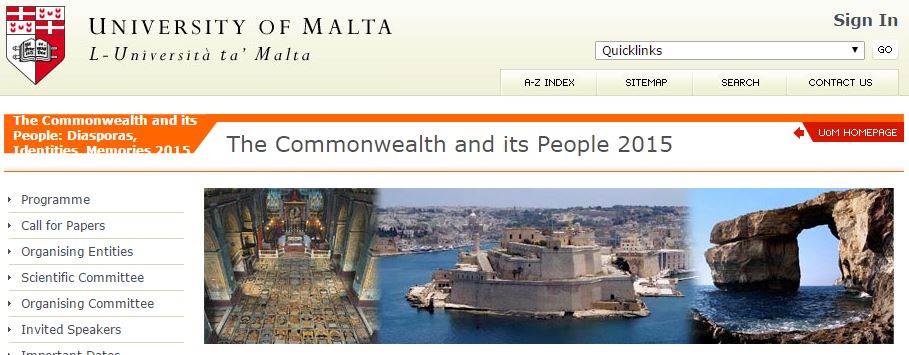 UNIVERSITY OF MALTA
L-Università ta' Malta
Sign In
Quicklinks
GO
A-Z INDEX
SITEMAP
SEARCH
CONTACT US
The Commonwealth and its
People: Diasporas,
Identities, Memories 2015
The Commonwealth and its People 2015
UOM HOMEPAGE
Programme
Call for Papers
Organising Entities
Scientific Committee
Organising Committee
Invited Speakers
Important Dates